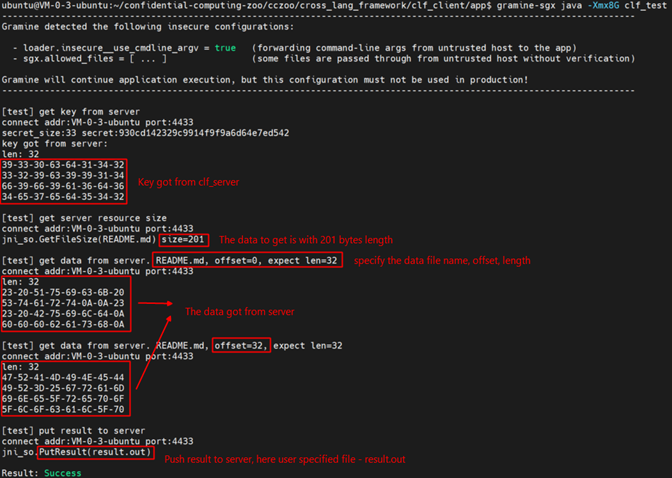 ubuntu@VM-0-3-ubuntu:~/confidential-computing-zoo/cczoo/cross_lang_framework/clf_client/app$ gramine-sgx java -Xmx8G clf_test
Gramine detected the following insecure configurations:
- loader.insecure__use_cmdline_argv = true (forwarding command-line args from untrusted host to the app)
- sgx.allowed_files = [ ... ] (some files are passed through from untrusted host without verification)
Gramine will continue application execution, but this configuration must not be used in production!
[test] get key from server
connect addr:VM-0-3-ubuntu port:4433
secret_size:33 secret:930cd142329c9914f9f9a6d64e7ed542
key got from server:
len: 32
39-33-30-63-64-31-34-32
33-32-39-63-39-39-31-34
66-39-66-39-61-36-64-36
34-65-37-65-64-35-34-32
Key got from clf_server
[test] get server resource size
connect addr:VM-0-3-ubuntu port:4433
jni_so.GetFileSize(README.md) size=201
The data to get is with 201 bytes length
[test] get data from server. README.md, offset=0, expect len=32
specify the data file name, offset, length
connect addr:VM-0-3-ubuntu port:4433
len: 32
23-20-51-75-69-63-6B-20
53-74-61-72-74-0A-0A-23
23-20-42-75-69-6C-64-0A
60-60-60-62-61-73-68-0A
The data got from server
[test] get data from server. README.md, offset=32, expect len=32
connect addr:VM-0-3-ubuntu port:4433
len: 32
47-52-41-4D-49-4E-45-44
49-52-3D-25-67-72-61-6D
69-6E-65-5F-72-65-70-6F
5F-6C-6F-63-61-6C-5F-70
[test] put result to server
connect addr:VM-0-3-ubuntu port:4433
jni_so.PutResult(result.out)
Push result to server, here user specified file - result.out
Result: Success